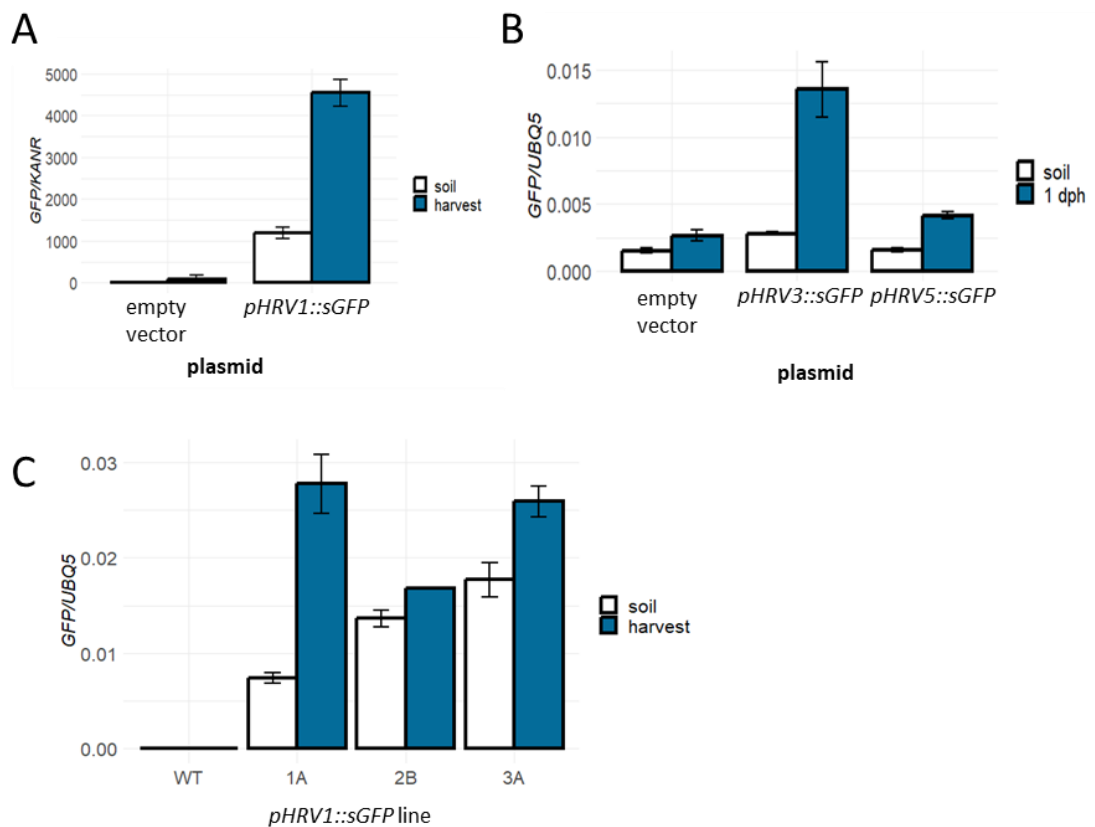 A
GFP/KANR
5000
4000
3000
2000
1000
0
empty
vector
pHRV1::sGFP
plasmid
soil
harvest
B
GFP/UBQ5
0.015
0.010
0.005
0.000
empty
vector
pHRV3::sGFP
pHRV5::sGFP
plasmid
soil
1 dph
C
GFP/UBQ5
0.03
0.02
0.01
0.00
WT
1A
2B
3A
pHRV1::sGFP line
soil
harvest